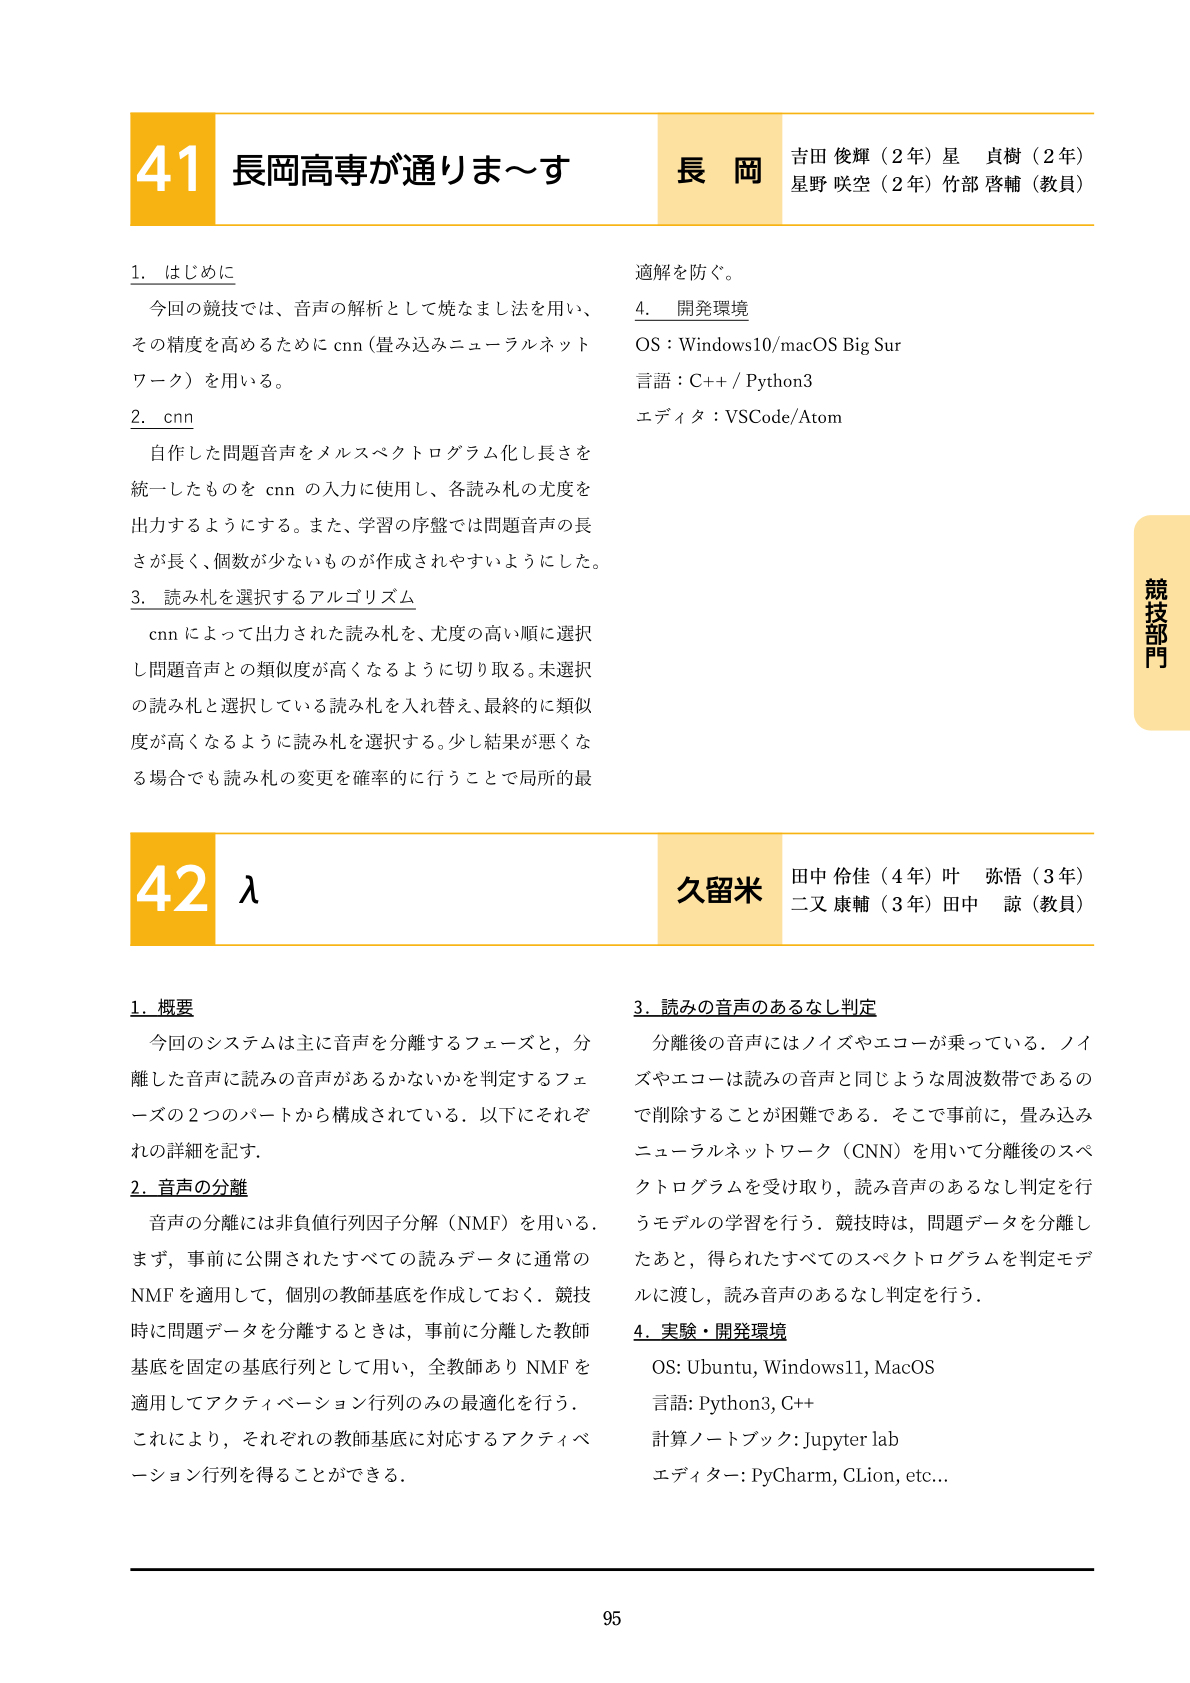 41 長岡高専が通りま～す
長 岡
吉田 俊輝（２年）星　 貞樹（２年）
星野 咲空（２年）竹部 啓輔（教員）
1.　はじめに
今回の競技では、音声の解析として焼なまし法を用い、
その精度を高めるために cnn（畳み込みニューラルネット
ワーク）を用いる。
2.　cnn
自作した問題音声をメルスペクトログラム化し長さを
統一したものを cnn の入力に使用し、各読み札の尤度を
出力するようにする。また、学習の序盤では問題音声の長
さが長く、個数が少ないものが作成されやすいようにした。
3.　読み札を選択するアルゴリズム
cnn によって出力された読み札を、尤度の高い順に選択
し問題音声との類似度が高くなるように切り取る。未選択
の読み札と選択している読み札を入れ替え、最終的に類似
度が高くなるように読み札を選択する。少し結果が悪くな
る場合でも読み札の変更を確率的に行うことで局所的最
適解を防ぐ。
4.　開発環境
OS：Windows10/macOS Big Sur
言語：C++ / Python3
エディタ：VSCode/Atom
競技部門
42 λ
久留米
田中 伶佳（４年）叶　 弥悟（３年）
二又 康輔（３年）田中　 諒（教員）
1. 概要
今回のシステムは主に音声を分離するフェーズと，分
離した音声に読みの音声があるかないかを判定するフェ
ーズの２つのパートから構成されている．以下にそれぞ
れの詳細を記す．
2. 音声の分離
音声の分離には非負値行列因子分解（NMF）を用いる．
まず，事前に公開されたすべての読みデータに通常の
NMF を適用して，個別の教師基底を作成しておく．競技
時に問題データを分離するときは，事前に分離した教師
基底を固定の基底行列として用い，全教師あり NMF を
適用してアクティベーション行列のみの最適化を行う．
これにより，それぞれの教師基底に対応するアクティベ
ーション行列を得ることができる．
3. 読みの音声のあるなし判定
分離後の音声にはノイズやエコーが乗っている．ノイ
ズやエコーは読みの音声と同じような周波数帯であるの
で削除することが困難である．そこで事前に，畳み込み
ニューラルネットワーク（CNN）を用いて分離後のスペ
クトログラムを受け取り，読み音声のあるなし判定を行
うモデルの学習を行う．競技時は，問題データを分離し
たあと，得られたすべてのスペクトログラムを判定モデ
ルに渡し，読み音声のあるなし判定を行う．
4. 実験・開発環境
OS: Ubuntu, Windows11, MacOS
言語: Python3, C++
計算ノートブック: Jupyter lab
エディター: PyCharm, CLion, etc...
95